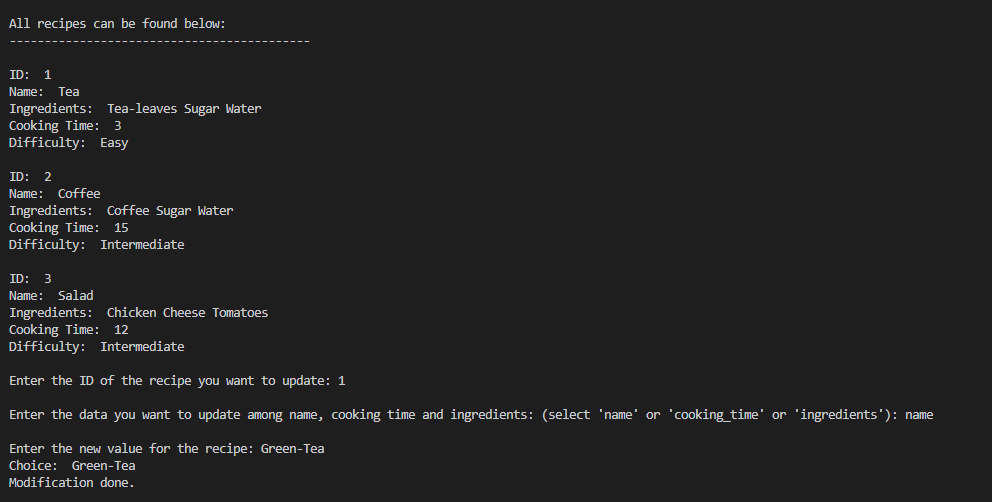 All recipes can be found below:
-------------------------------------------
ID:  1
Name:  Tea
Ingredients:  Tea-leaves Sugar Water
Cooking Time:  3
Difficulty:  Easy
ID:  2
Name:  Coffee
Ingredients:  Coffee Sugar Water
Cooking Time:  15
Difficulty:  Intermediate
ID:  3
Name:  Salad
Ingredients:  Chicken Cheese Tomatoes
Cooking Time:  12
Difficulty:  Intermediate
Enter the ID of the recipe you want to update: 1
Enter the data you want to update among name, cooking time and ingredients: (select 'name' or 'cooking_time' or 'ingredients'): name
Enter the new value for the recipe: Green-Tea
Choice:  Green-Tea
Modification done.